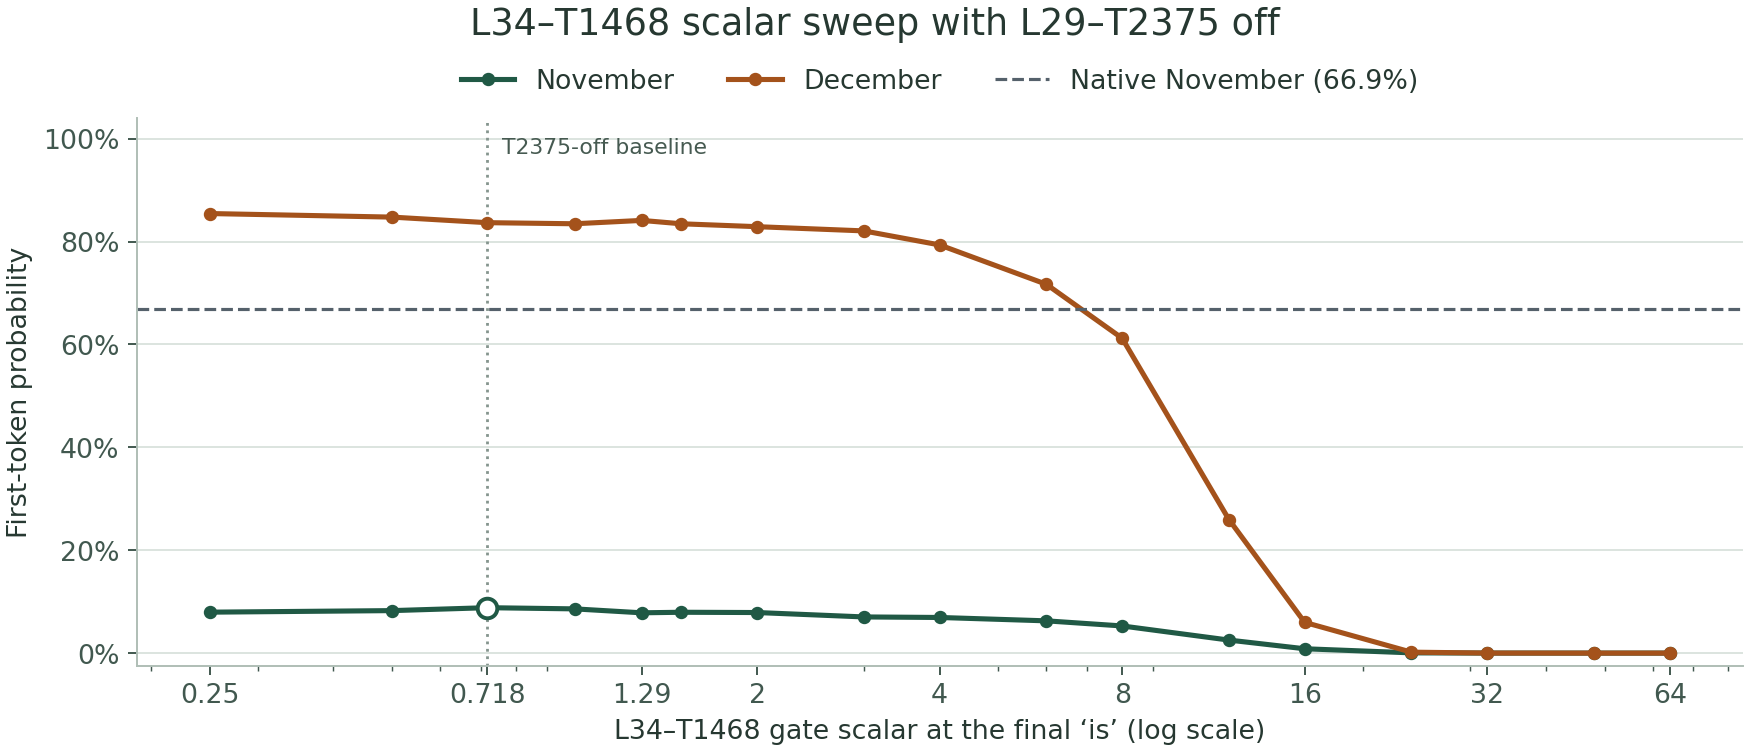 L34–T1468 scalar sweep with L29–T2375 off
November
December
Native November (66.9%)
T2375-off baseline
First-token probability
100%
80%
60%
40%
20%
0%
0.25
0.718
1.29
2
4
8
16
32
64
L34–T1468 gate scalar at the final ‘is’ (log scale)